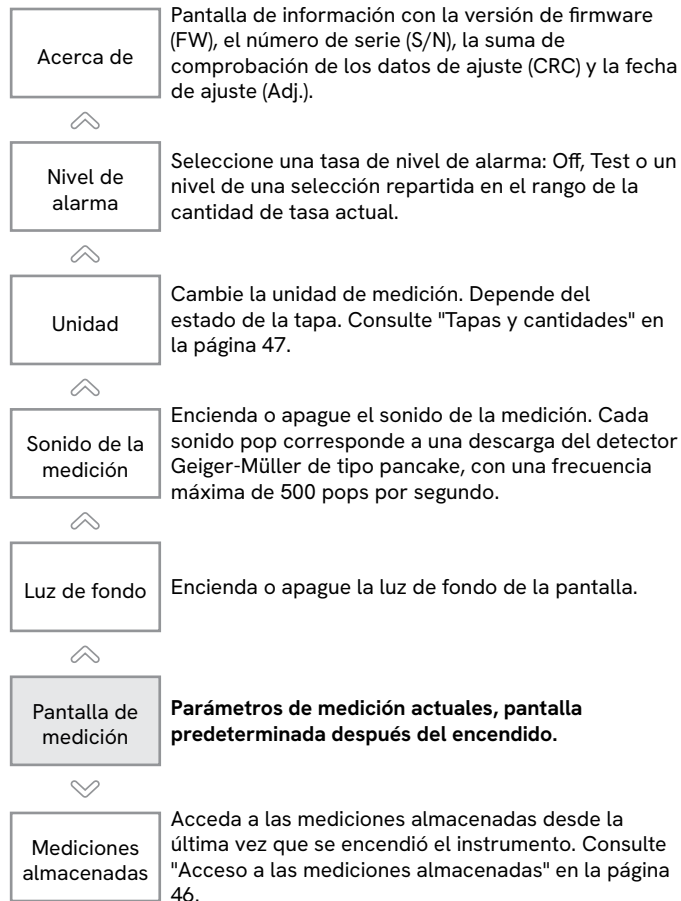 Acerca de
Pantalla de información con la versión de firmware
(FW), el número de serie (S/N), la suma de
comprobación de los datos de ajuste (CRC) y la fecha
de ajuste (Adj.).
Nivel de
alarma
Seleccione una tasa de nivel de alarma: Off, Test o un
nivel de una selección repartida en el rango de la
cantidad de tasa actual.
Unidad
Cambie la unidad de medición. Depende del
estado de la tapa. Consulte "Tapas y cantidades" en
la página 47.
Sonido de la
medición
Encienda o apague el sonido de la medición. Cada
sonido pop corresponde a una descarga del detector
Geiger-Müller de tipo pancake, con una frecuencia
máxima de 500 pops por segundo.
Luz de fondo
Encienda o apague la luz de fondo de la pantalla.
Pantalla de
medición
Parámetros de medición actuales, pantalla
predeterminada después del encendido.
Mediciones
almacenadas
Acceda a las mediciones almacenadas desde la
última vez que se encendió el instrumento. Consulte
"Acceso a las mediciones almacenadas" en la página
46.